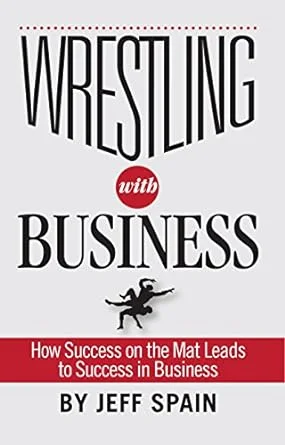 WRESTLING
with
BUSINESS
How Success on the Mat Leads
to Success in Business
BY JEFF SPAIN